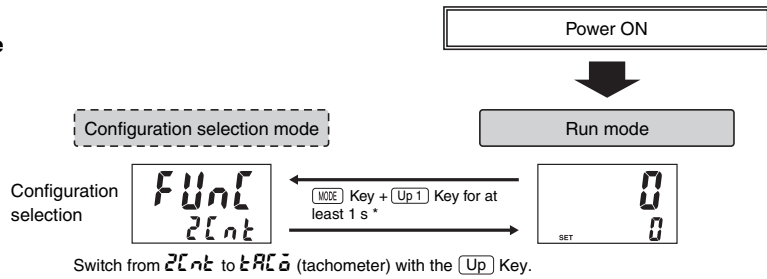 e
Power ON
Configuration selection mode
Run mode
Configuration selection
FUnC
2Cnt
MODE Key + Up 1 Key for at least 1 s *
0
SET 0
Switch from 2Cnt to tACo (tachometer) with the Up Key.